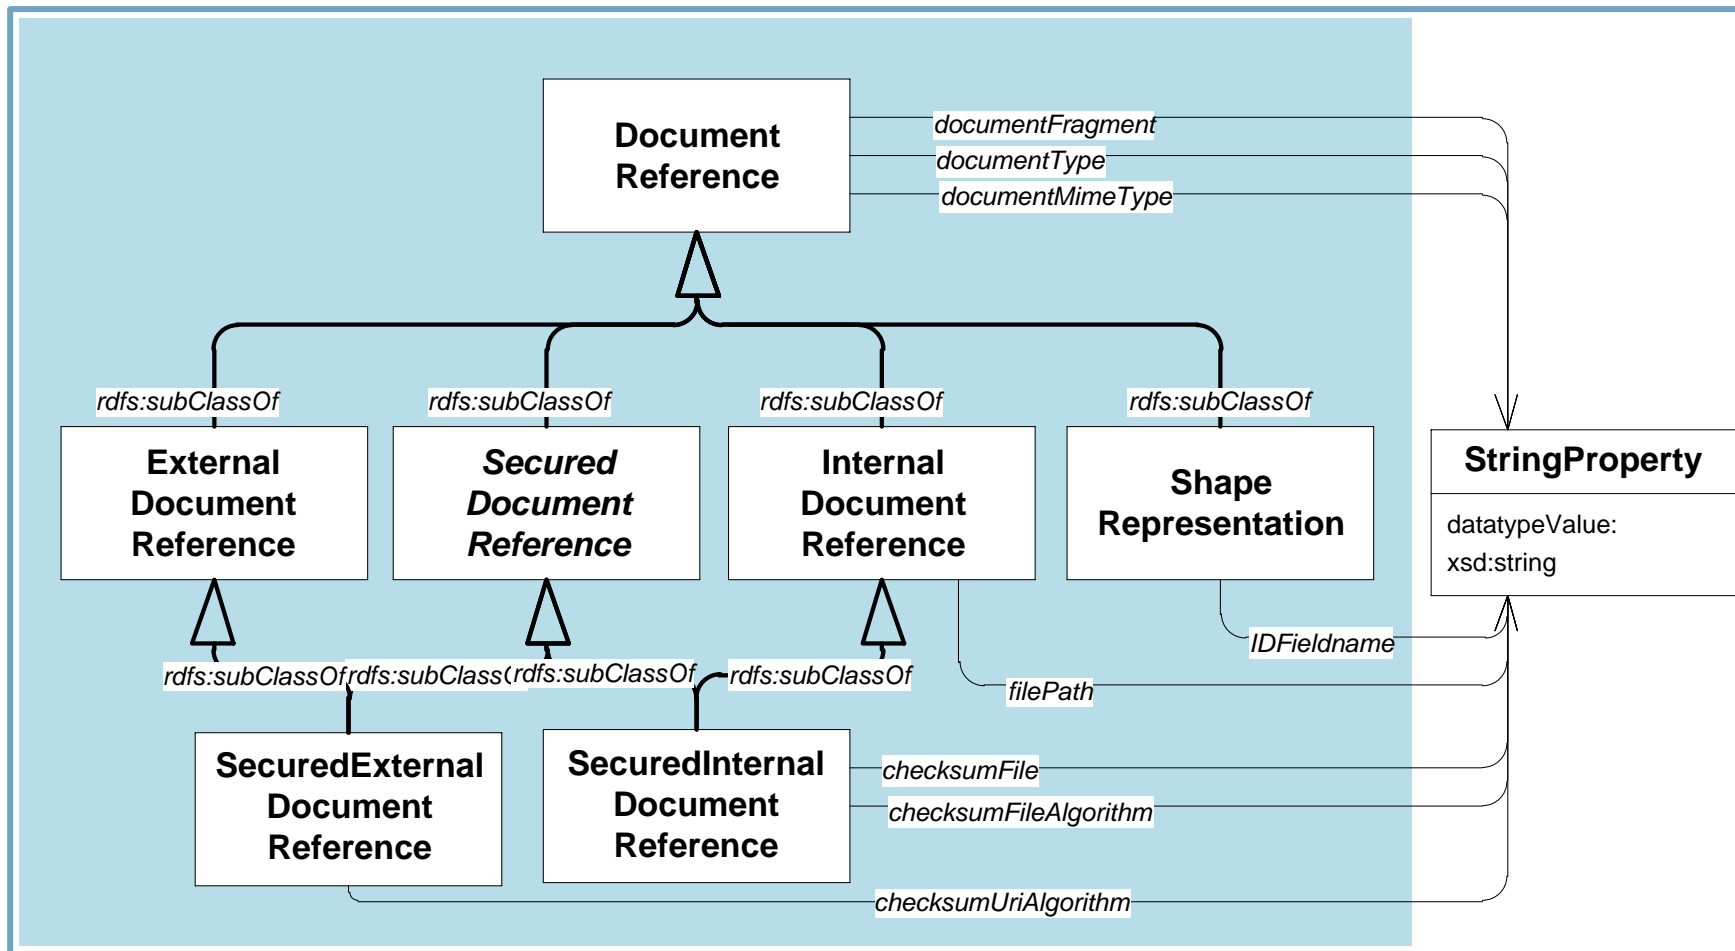 Document
Reference
documentFragment
documentType
documentMimeType
rdfs:subClassOf
rdfs:subClassOf
rdfs:subClassOf
rdfs:subClassOf
External
Document
Reference
Secured
Document
Reference
Internal
Document
Reference
Shape
Representation
StringProperty
datatypeValue:
xsd:string
IDFieldname
rdfs:subClassOf
rdfs:subClassO
rdfs:subClassOf
rdfs:subClassOf
filePath
SecuredExternal
Document
Reference
SecuredInternal
Document
Reference
checksumFile
checksumFileAlgorithm
checksumUriAlgorithm